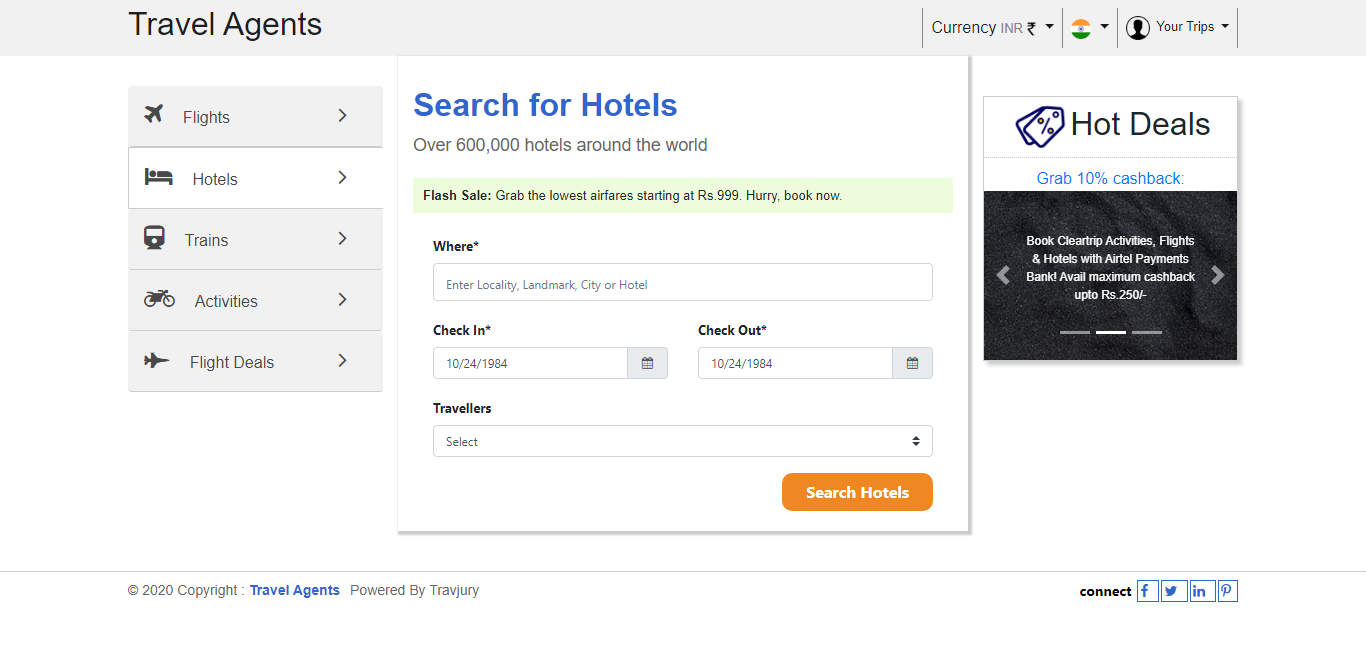 Travel Agents
Currency INR ₹
Your Trips
Flights
Hotels
Trains
Activities
Flight Deals
Search for Hotels
Over 600,000 hotels around the world
Flash Sale: Grab the lowest airfares starting at Rs.999. Hurry, book now.
Where*
Enter Locality, Landmark, City or Hotel
Check In* Check Out*
10/24/1984 10/24/1984
Travellers
Select
Search Hotels
Hot Deals
Grab 10% cashback:
Book Cleartrip Activities, Flights
& Hotels with Airtel Payments
Bank! Avail maximum cashback
upto Rs.250/-
© 2020 Copyright : Travel Agents Powered By Travjury
connect